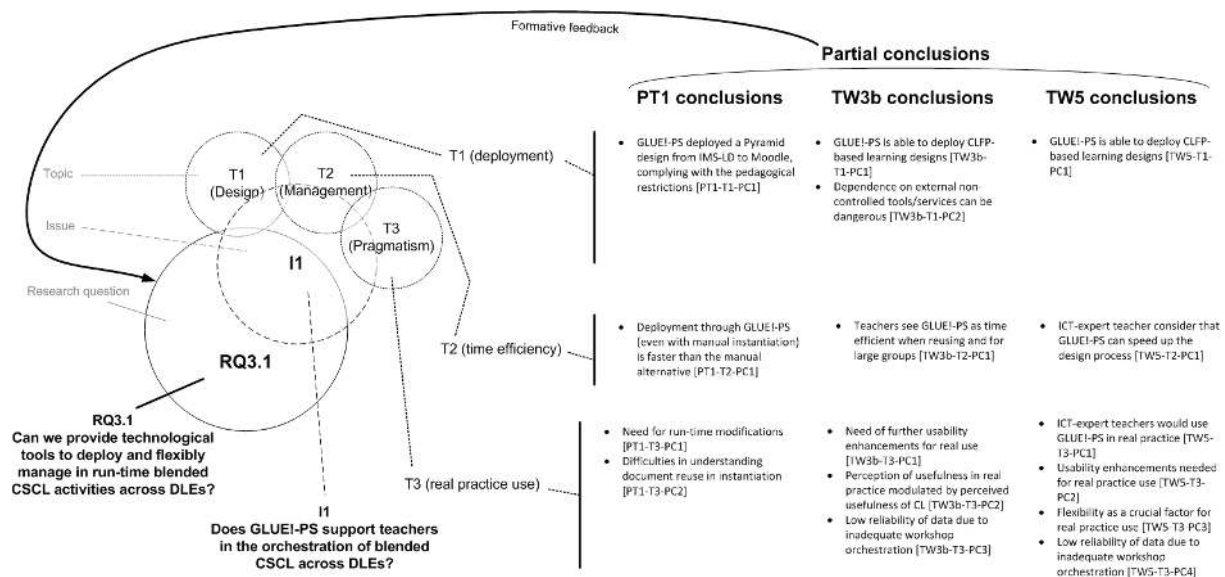 Formative feedback
Partial conclusions
PT1 conclusions
TW3b conclusions
TW5 conclusions
Topic
Issue
Research question
T1
(Design)
T2
(Management)
T3
(Pragmatism)
I1
RQ3.1
RQ3.1
Can we provide technological
tools to deploy and flexibly
manage in run-time blended
CSCL activities across DLEs?
I1
Does GLUE!-PS support teachers
in the orchestration of blended
CSCL across DLEs?
T1 (deployment)
• GLUE!-PS deployed a Pyramid
design from IMS-LD to Moodle,
complying with the pedagogical
restrictions [PT1-T1-PC1]
• GLUE!-PS is able to deploy CLFP-
based learning designs [TW3b-
T1-PC1]
• Dependence on external non-
controlled tools/services can be
dangerous [TW3b-T1-PC2]
• GLUE!-PS is able to deploy CLFP-
based learning designs [TW5-T1-
PC1]
T2 (time efficiency)
• Deployment through GLUE!-PS
(even with manual instantiation)
is faster than the manual
alternative [PT1-T2-PC1]
• Teachers see GLUE!-PS as time
efficient when reusing and for
large groups [TW3b-T2-PC1]
• ICT-expert teacher consider that
GLUE!-PS can speed up the
design process [TW5-T2-PC1]
T3 (real practice use)
• Need for run-time modifications
[PT1-T3-PC1]
• Difficulties in understanding
document reuse in instantiation
[PT1-T3-PC2]
• Need of further usability
enhancements for real use
[TW3b-T3-PC1]
• Perception of usefulness in real
practice modulated by perceived
usefulness of CL [TW3b-T3-PC2]
• Low reliability of data due to
inadequate workshop
orchestration [TW3b-T3-PC3]
• ICT-expert teachers would use
GLUE!-PS in real practice [TW5-
T3-PC1]
• Usability enhancements needed
for real practice use [TW5-T3-
PC2]
• Flexibility as a crucial factor for
real practice use [TW5-T3-PC3]
• Low reliability of data due to
inadequate workshop
orchestration [TW5-T3-PC4]